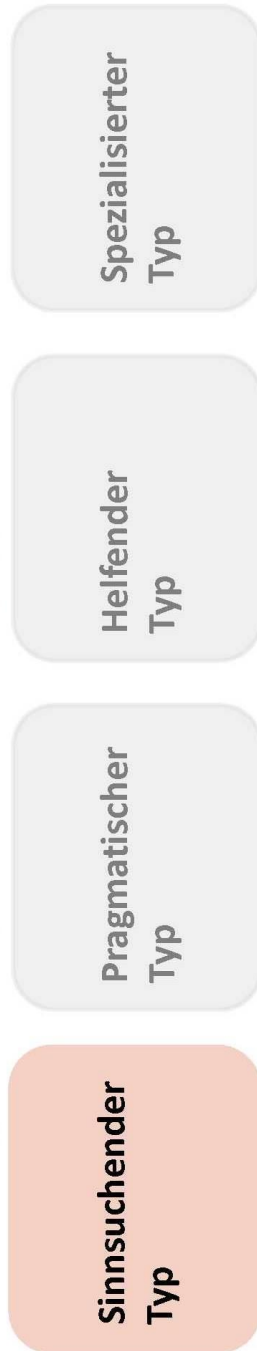 Sinnsuchender
Typ
Pragmatischer
Typ
Helfender
Typ
Spezialisierter
Typ